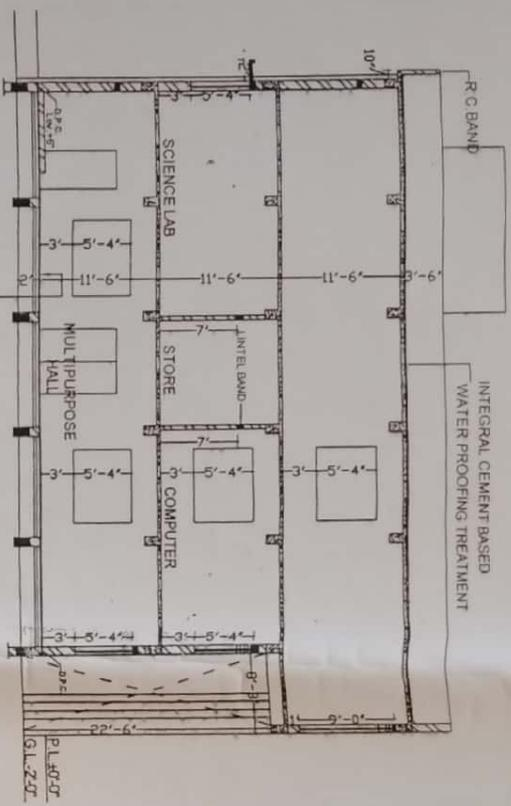 INTEGRAL CEMENT BASED
WATER PROOFING TREATMENT
R.C.BAND
3'-6"
10"
11'-6"
3'
5'-4"
9'-0"
SCIENCE LAB
STORE
COMPUTER
LINTEL BAND
3'
5'-4"
11'-6"
7'
7'
3'
5'-4"
3'
5'-4"
MULTIPURPOSE
HALL
3'
5'-4"
11'-6"
3'
5'-4"
3'
5'-4"
2'
22'-6"
D.P.C.
D.P.C.
P.L.±0'-0"
G.L.-2'-0"